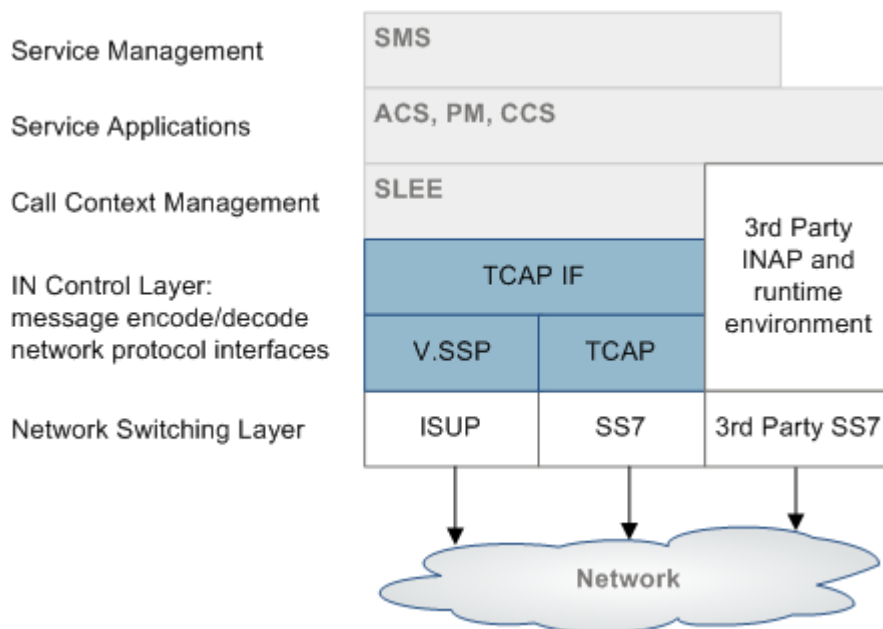 Service Management
SMS
Service Applications
ACS, PM, CCS
Call Context Management
SLEE
3rd Party
INAP and
runtime
environment
IN Control Layer:
message encode/decode
network protocol interfaces
TCAP IF
V.SSP
TCAP
Network Switching Layer
ISUP
SS7
3rd Party SS7
Network